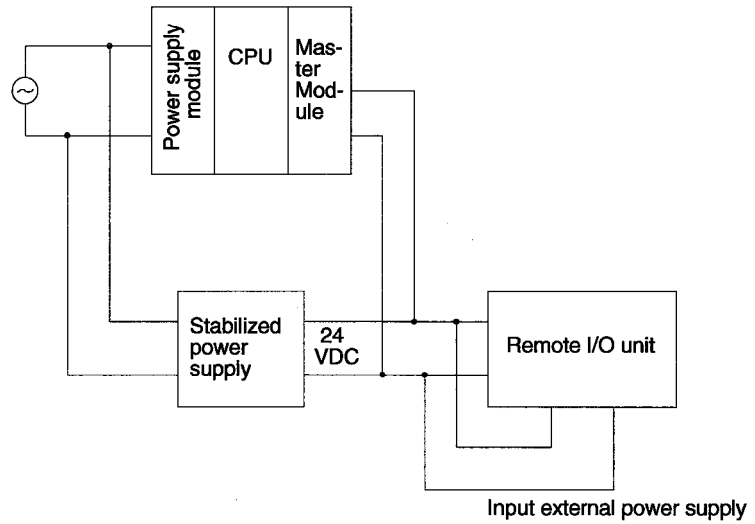 Power supply
module
CPU
Mas-
ter
Mod-
ule
Stabilized
power
supply
24
VDC
Remote I/O unit
Input external power supply